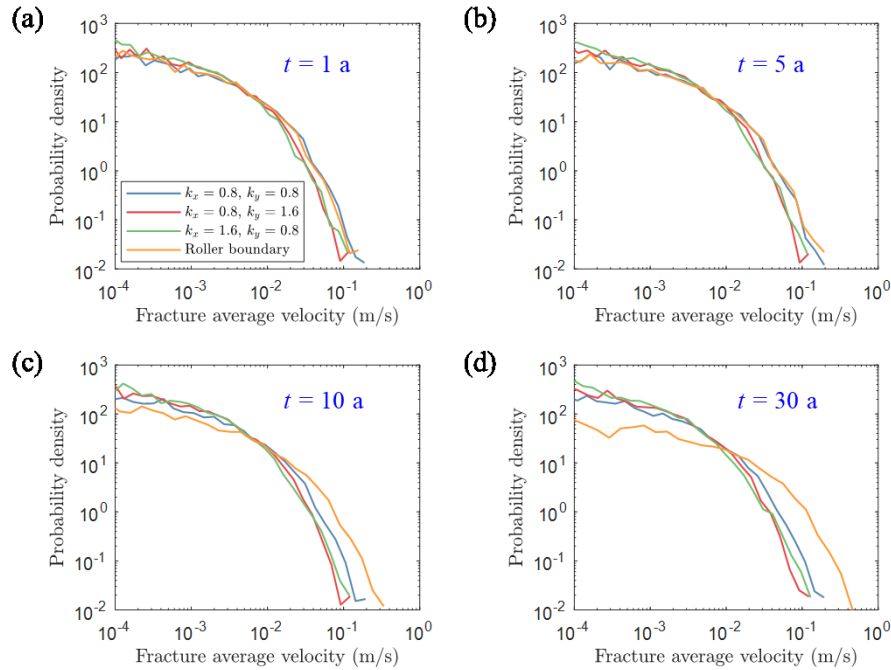 (a)
10^3
10^2
10^1
10^0
10^-1
10^-2
Probability density
t = 1 a
k_x = 0.8, k_y = 0.8
k_x = 0.8, k_y = 1.6
k_x = 1.6, k_y = 0.8
Roller boundary
10^-4 10^-3 10^-2 10^-1 10^0
Fracture average velocity (m/s)
(b)
10^3
10^2
10^1
10^0
10^-1
10^-2
Probability density
t = 5 a
10^-4 10^-3 10^-2 10^-1 10^0
Fracture average velocity (m/s)
(c)
10^3
10^2
10^1
10^0
10^-1
10^-2
Probability density
t = 10 a
10^-4 10^-3 10^-2 10^-1 10^0
Fracture average velocity (m/s)
(d)
10^3
10^2
10^1
10^0
10^-1
10^-2
Probability density
t = 30 a
10^-4 10^-3 10^-2 10^-1 10^0
Fracture average velocity (m/s)